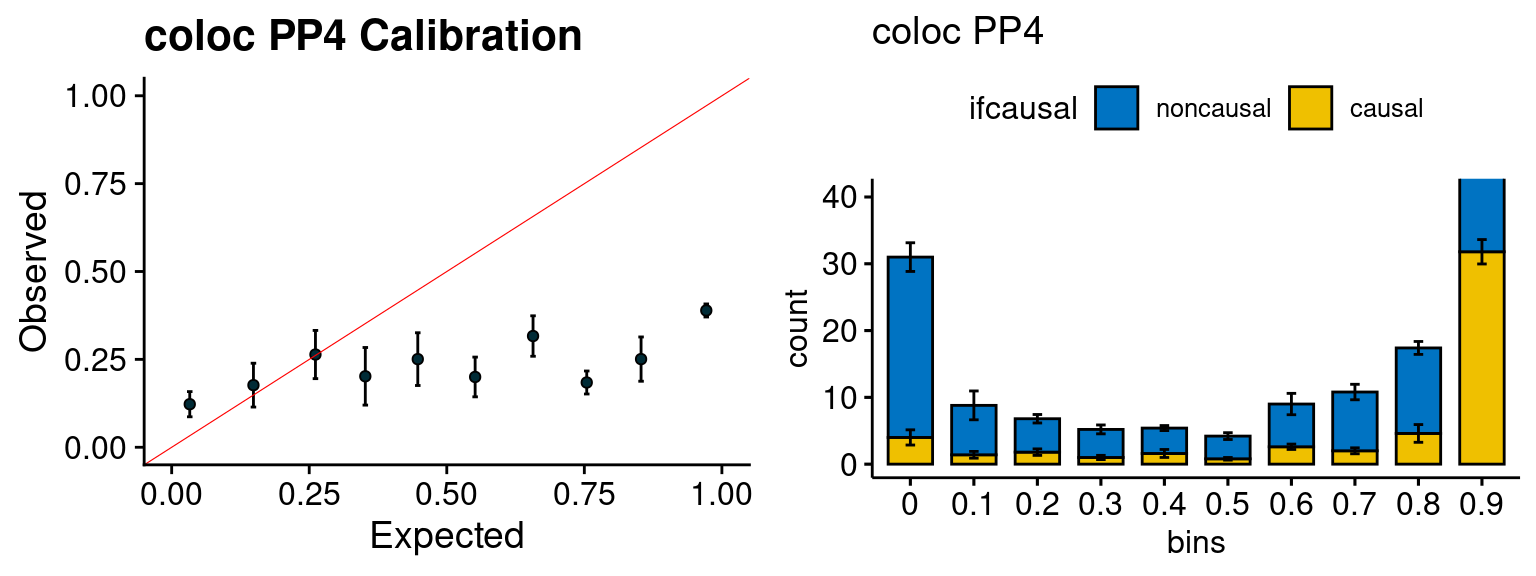 coloc PP4 Calibration
1.00
0.75
0.50
0.25
0.00
Observed
0.00 0.25 0.50 0.75 1.00
Expected
coloc PP4
ifcausal noncausal causal
40
30
20
10
0
count
0 0.1 0.2 0.3 0.4 0.5 0.6 0.7 0.8 0.9
bins